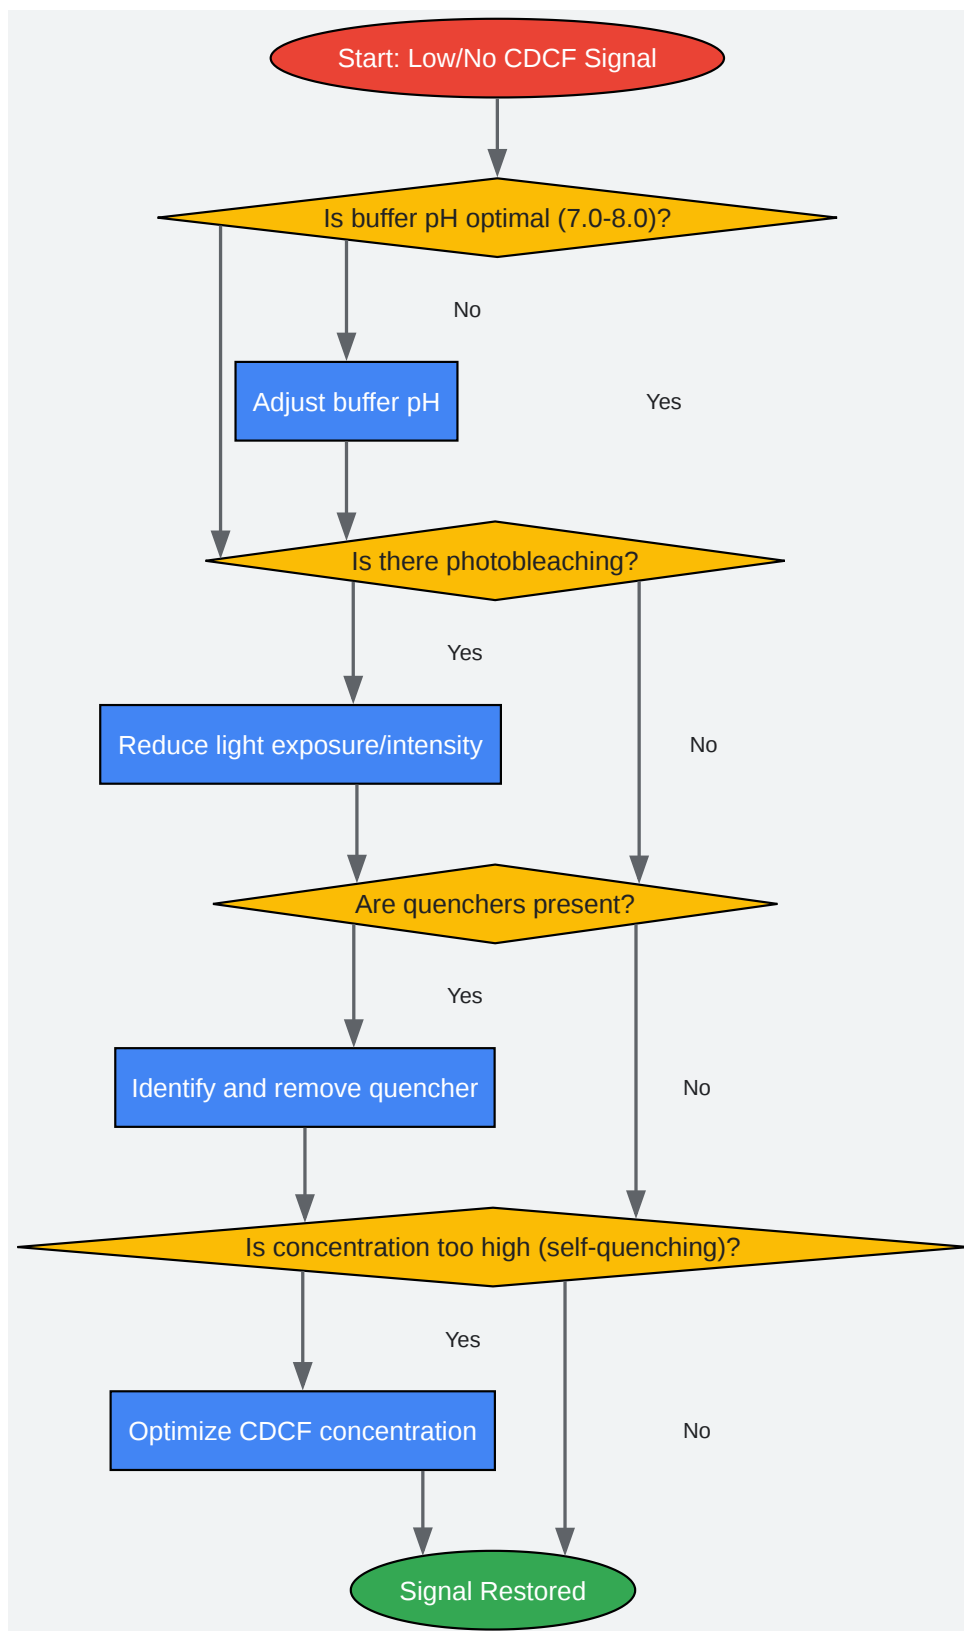 Start: Low/No CDCF Signal
Is buffer pH optimal (7.0-8.0)?
No
Adjust buffer pH
Yes
Is there photobleaching?
Yes
Reduce light exposure/intensity
No
Are quenchers present?
Yes
Identify and remove quencher
No
Is concentration too high (self-quenching)?
Yes
Optimize CDCF concentration
No
Signal Restored